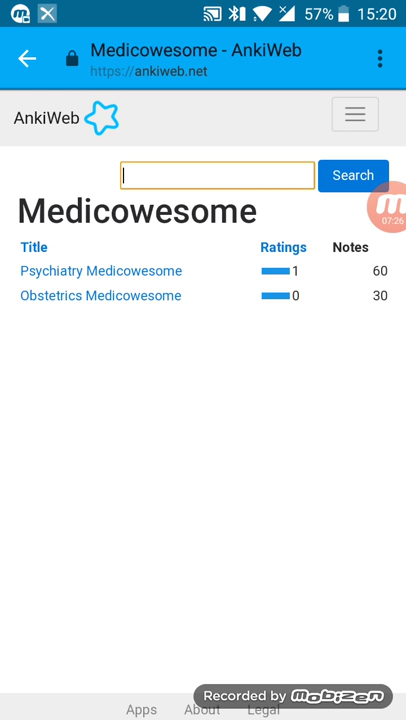 57% 15:20
Medicowesome - AnkiWeb
https://ankiweb.net
AnkiWeb
Search
Medicowesome
07:26
Title Ratings Notes
Psychiatry Medicowesome 1 60
Obstetrics Medicowesome 0 30
Apps About Legal
Recorded by mobizen